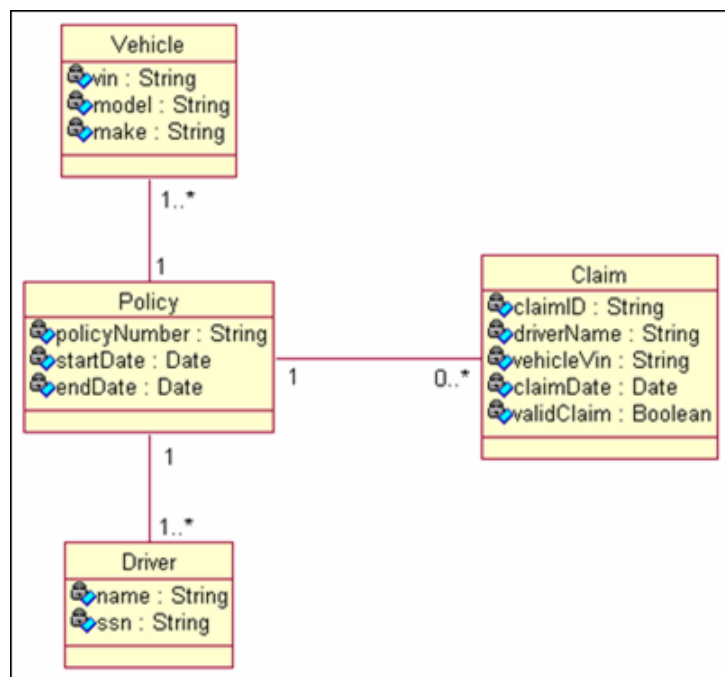 Vehicle
vin : String
model : String
make : String
1..*
1
Policy
policyNumber : String
startDate : Date
endDate : Date
1
0..*
Claim
claimID : String
driverName : String
vehicleVin : String
claimDate : Date
validClaim : Boolean
1
1..*
Driver
name : String
ssn : String